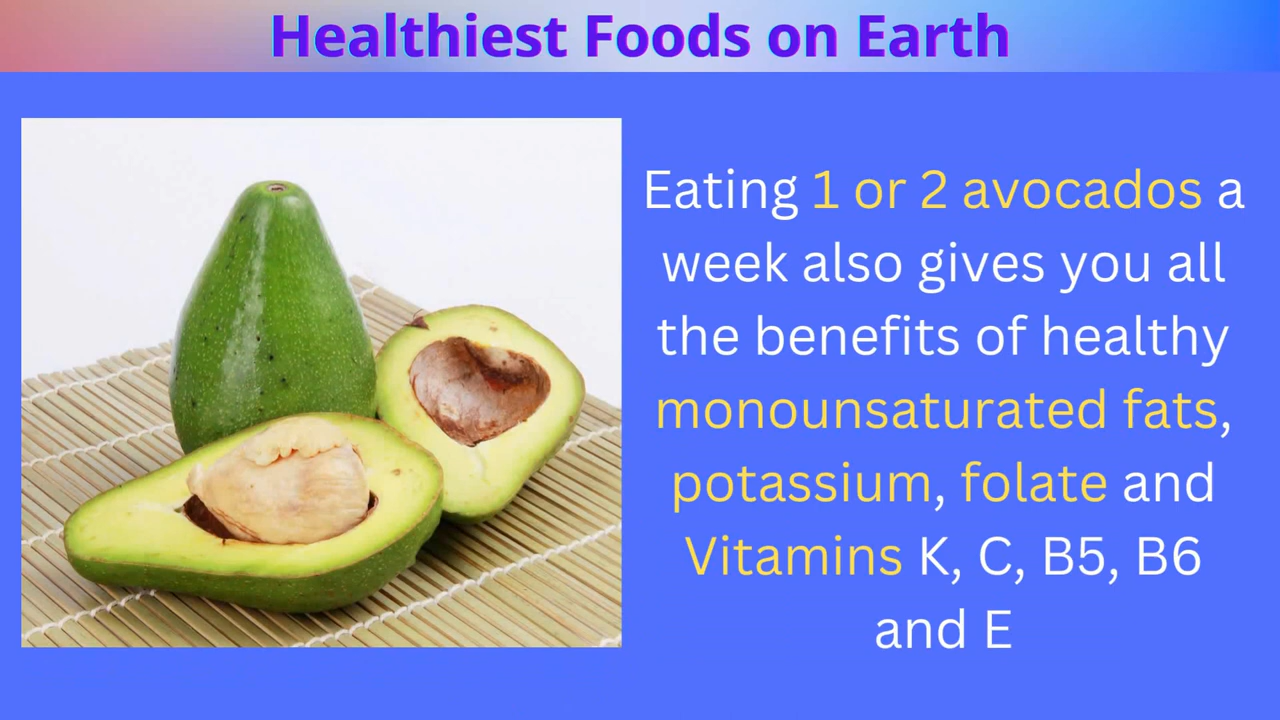 Healthiest Foods on Earth
Eating 1 or 2 avocados a
week also gives you all
the benefits of healthy
monounsaturated fats,
potassium, folate and
Vitamins K, C, B5, B6
and E